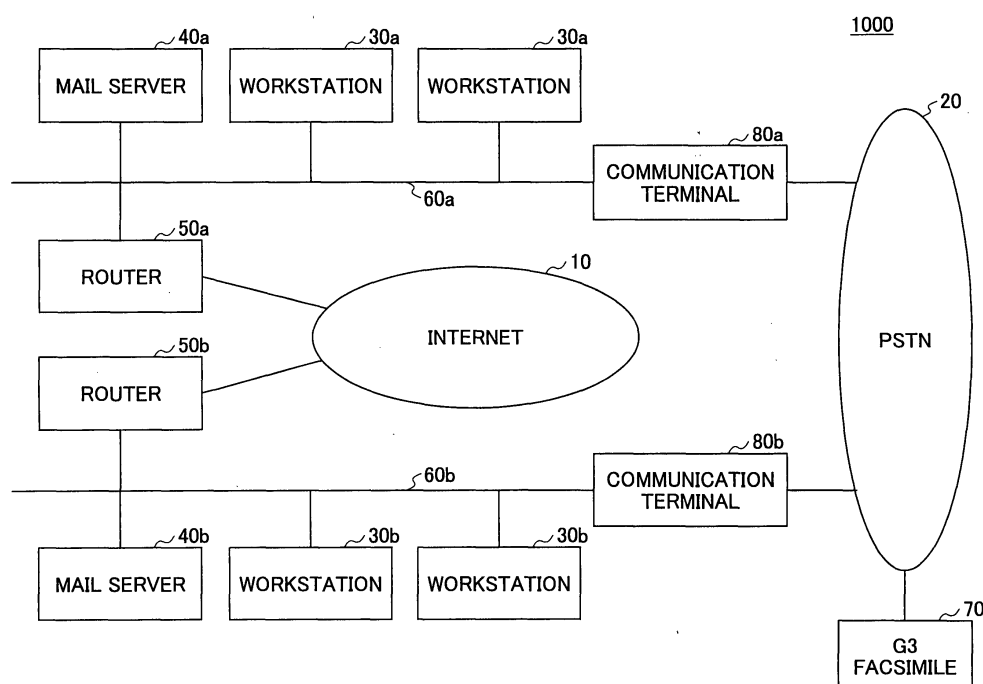 1000
40a
30a
30a
MAIL SERVER
WORKSTATION
WORKSTATION
20
80a
COMMUNICATION
TERMINAL
60a
50a
ROUTER
10
INTERNET
PSTN
50b
ROUTER
80b
COMMUNICATION
TERMINAL
60b
40b
30b
30b
MAIL SERVER
WORKSTATION
WORKSTATION
70
G3
FACSIMILE